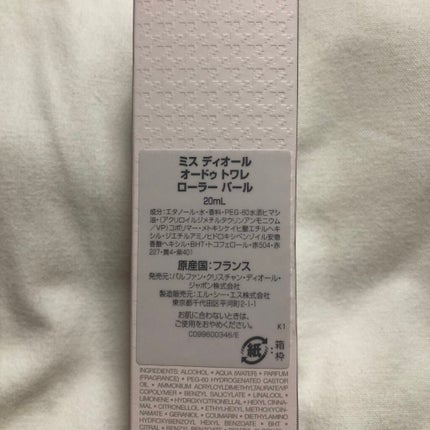 ミス ディオール
オードゥ トワレ
ローラー パール
20mL
成分:エタノール・水・香料・PEG-60水添ヒマシ
油・(アクリロイルジメチルタウリンアンモニウム
/VP)コポリマー・メトキシケイヒ酸エチルヘキ
シル・ジエチルアミノヒドロキシベンゾイル安息
香酸ヘキシル・BHT・トコフェロール・赤504・赤
227・黄4・紫401
原産国:フランス
発売元:パルファン・クリスチャン・ディオール・
ジャポン株式会社
製造販売元:エル・シー・エス株式会社
東京都千代田区平河町2-1-1
お肌に合わないときは、
ご使用をおやめください。
K1
C099600346/E
紙
箱
枠
INGREDIENTS: ALCOHOL • AQUA (WATER) • PARFUM
(FRAGRANCE) • PEG-60 HYDROGENATED CASTOR
OIL • AMMONIUM ACRYLOYLDIMETHYLTAURATE/VP
COPOLYMER • BENZYL SALICYLATE • LINALOOL •
LIMONENE • HYDROXYCITRONELLAL • HEXYL CINNA-
MAL • CITRONELLOL • ETHYLHEXYL METHOXYCIN-
NAMATE • GERANIOL • COUMARIN • DIETHYLAMINO
HYDROXYBENZOYL HEXYL BENZOATE • BHT •